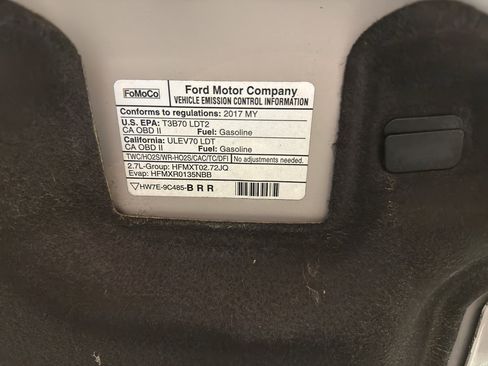 FoMoCo
Ford Motor Company
VEHICLE EMISSION CONTROL INFORMATION
Conforms to regulations: 2017 MY
U.S. EPA: T3B70 LDT2
CA OBD II Fuel: Gasoline
California: ULEV70 LDT
CA OBD II Fuel: Gasoline
TWC/HO2S/WR-HO2S/CAC/TC/DFI No adjustments needed.
2.7L-Group: HFMXT02.72JQ
Evap: HFMXR0135NBB
HW7E-9C485-BRR